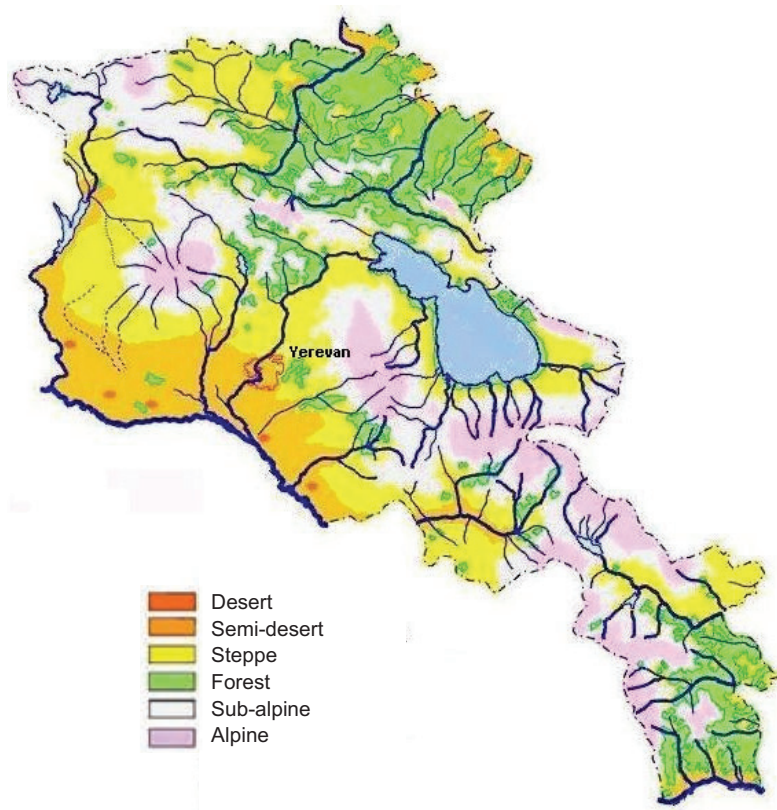 Yerevan
Desert
Semi-desert
Steppe
Forest
Sub-alpine
Alpine